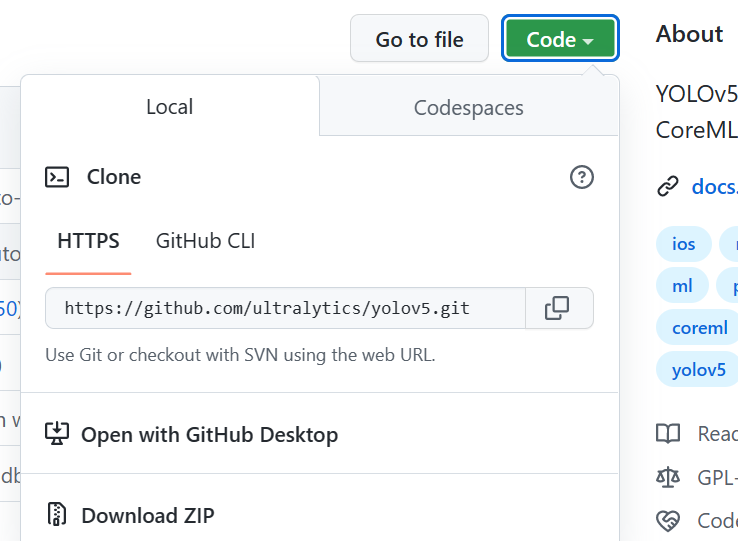 Go to file
Code
About
Local
Codespaces
YOLOv5
CoreML
Clone
docs.
HTTPS
GitHub CLI
ios
ml
https://github.com/ultralytics/yolov5.git
coreml
Use Git or checkout with SVN using the web URL.
yolov5
Open with GitHub Desktop
Read
GPL-
Download ZIP
Code